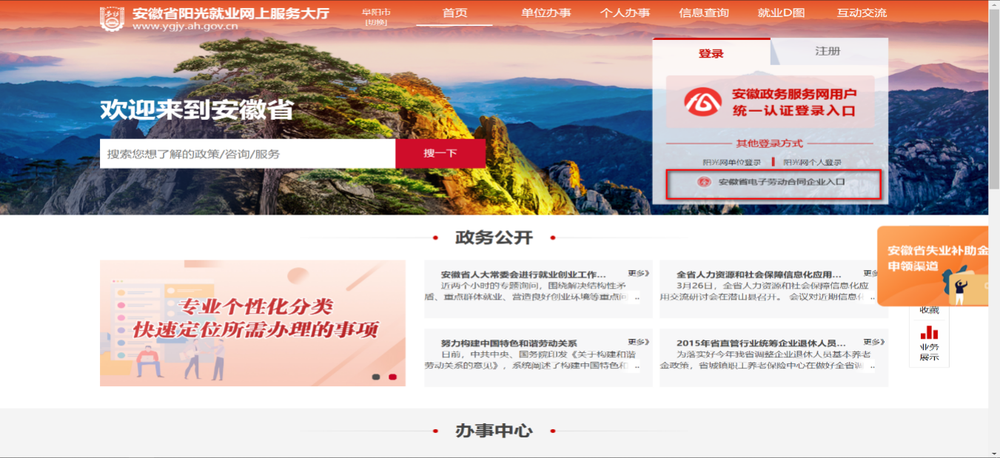 安徽省阳光就业网上服务大厅
www.ygjy.ah.gov.cn
阜阳市
[切换]
首页
单位办事
个人办事
信息查询
就业D图
互动交流
登录
注册
安徽政务服务网用户
统一认证登录入口
其他登录方式
阳光网单位登录
阳光网个人登录
安徽省电子劳动合同企业入口
欢迎来到安徽省
搜索您想了解的政策/咨询/服务
搜一下
政务公开
安徽省失业补助金
申领渠道
收藏
业务
展示
专业个性化分类
快速定位所需办理的事项
安徽省人大常委会进行就业创业工作...
更多》
近两个小时的专题询问，围绕解决结构性矛
盾、重点群体就业、营造良好创业环境等重点问 ..
全省人力资源和社会保障信息化应用...
更多
3月26日，全省人力资源和社会保障信息化应
用交流研讨会在潜山县召开。 会议对近期信息化 ..
努力构建中国特色和谐劳动关系
更多》
日前，中共中央、国务院印发《关于构建和谐
劳动关系的意见》，系统阐述了构建中国特色和 ..
2015年省直管行业统筹企业退休人员...
更多》
为落实好今年我省调整企业退休人员基本养老
金政策，省城镇职工养老保险中心在做好全省调 ..
办事中心